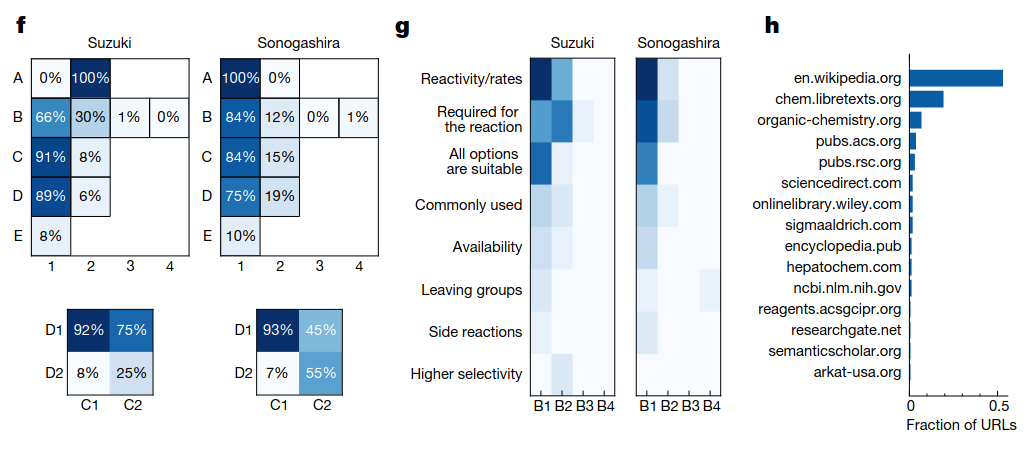 f
Suzuki
Sonogashira
A 0% 100%
B 66% 30% 1% 0%
C 91% 8%
D 89% 6%
E 8%
1 2 3 4
A 100% 0%
B 84% 12% 0% 1%
C 84% 15%
D 75% 19%
E 10%
1 2 3 4
D1 92% 75%
D2 8% 25%
C1 C2
D1 93% 45%
D2 7% 55%
C1 C2
g
Suzuki
Sonogashira
Reactivity/rates
Required for
the reaction
All options
are suitable
Commonly used
Availability
Leaving groups
Side reactions
Higher selectivity
B1 B2 B3 B4
B1 B2 B3 B4
h
en.wikipedia.org
chem.libretexts.org
organic-chemistry.org
pubs.acs.org
pubs.rsc.org
sciencedirect.com
onlinelibrary.wiley.com
sigmaaldrich.com
encyclopedia.pub
hepatochem.com
ncbi.nlm.nih.gov
reagents.acsgcipr.org
researchgate.net
semanticscholar.org
arkat-usa.org
0 0.5
Fraction of URLs